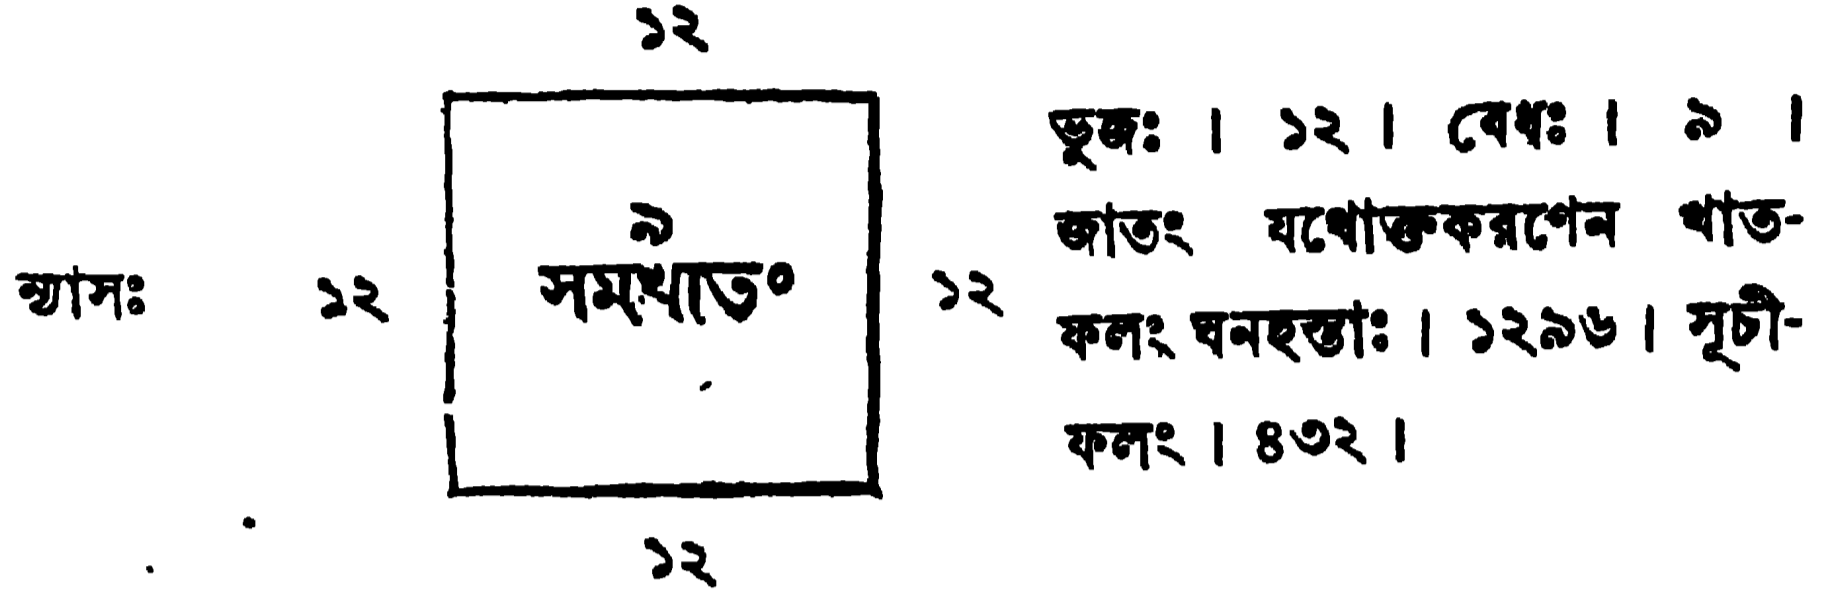 ১২
ন্যাসঃ ১২
৯
সমখাত°
১২
১২
ভুজঃ । ১২ । বেধঃ । ৯ ।
জাতং যথোক্তকরণেন খাত-
ফলং ঘনহস্তাঃ । ১২৯৬ । সূচী-
ফলং । ৪৩২ ।